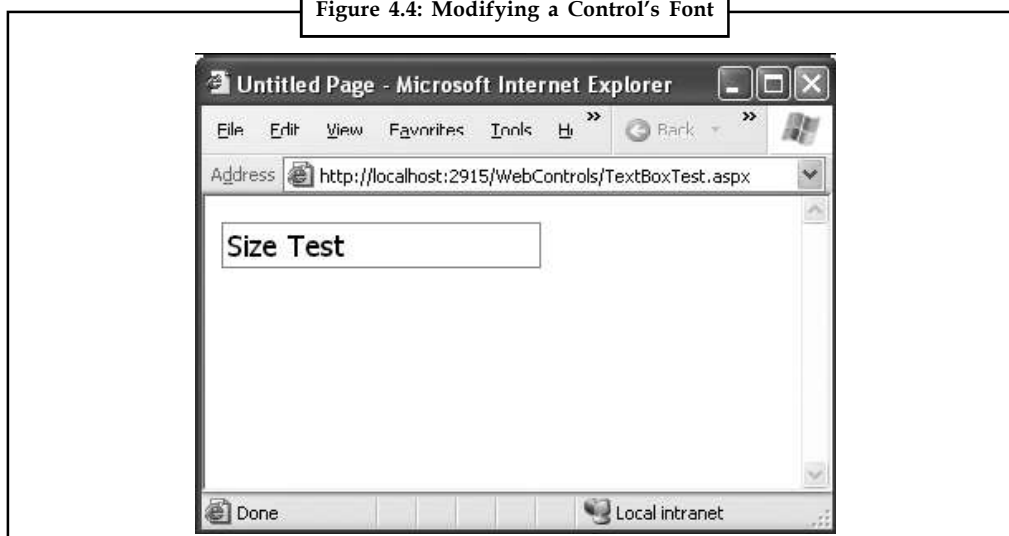 Figure 4.4: Modifying a Control's Font
Untitled Page - Microsoft Internet Explorer
File Edit View Favorites Tools » Back »
Address http://localhost:2915/WebControls/TextBoxTest.aspx
Size Test
Done Local intranet